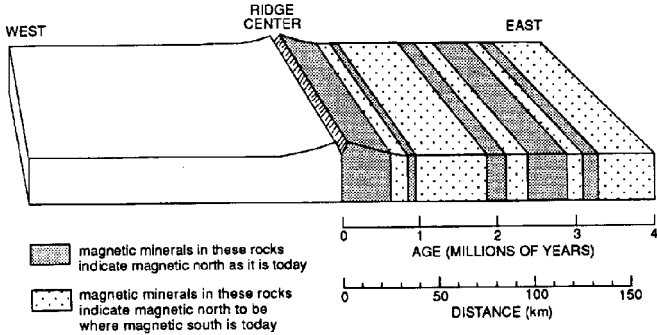 RIDGE
CENTER
WEST
EAST
0 1 2 3 4
AGE (MILLIONS OF YEARS)
magnetic minerals in these rocks
indicate magnetic north as it is today
magnetic minerals in these rocks
indicate magnetic north to be
where magnetic south is today
0 50 100 150
DISTANCE (km)